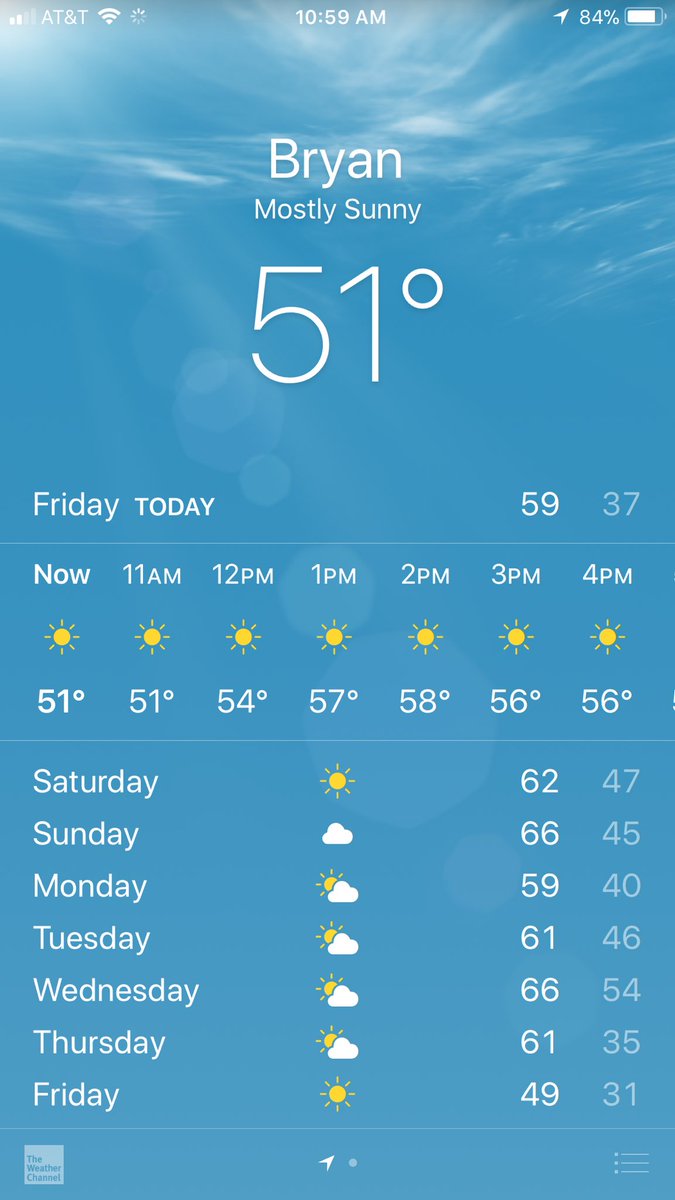 AT&T 10:59 AM 84%
Bryan
Mostly Sunny
51°
Friday TODAY 59 37
Now 11AM 12PM 1PM 2PM 3PM 4PM
51° 51° 54° 57° 58° 56° 56°
Saturday 62 47
Sunday 66 45
Monday 59 40
Tuesday 61 46
Wednesday 66 54
Thursday 61 35
Friday 49 31
The
Weather
Channel